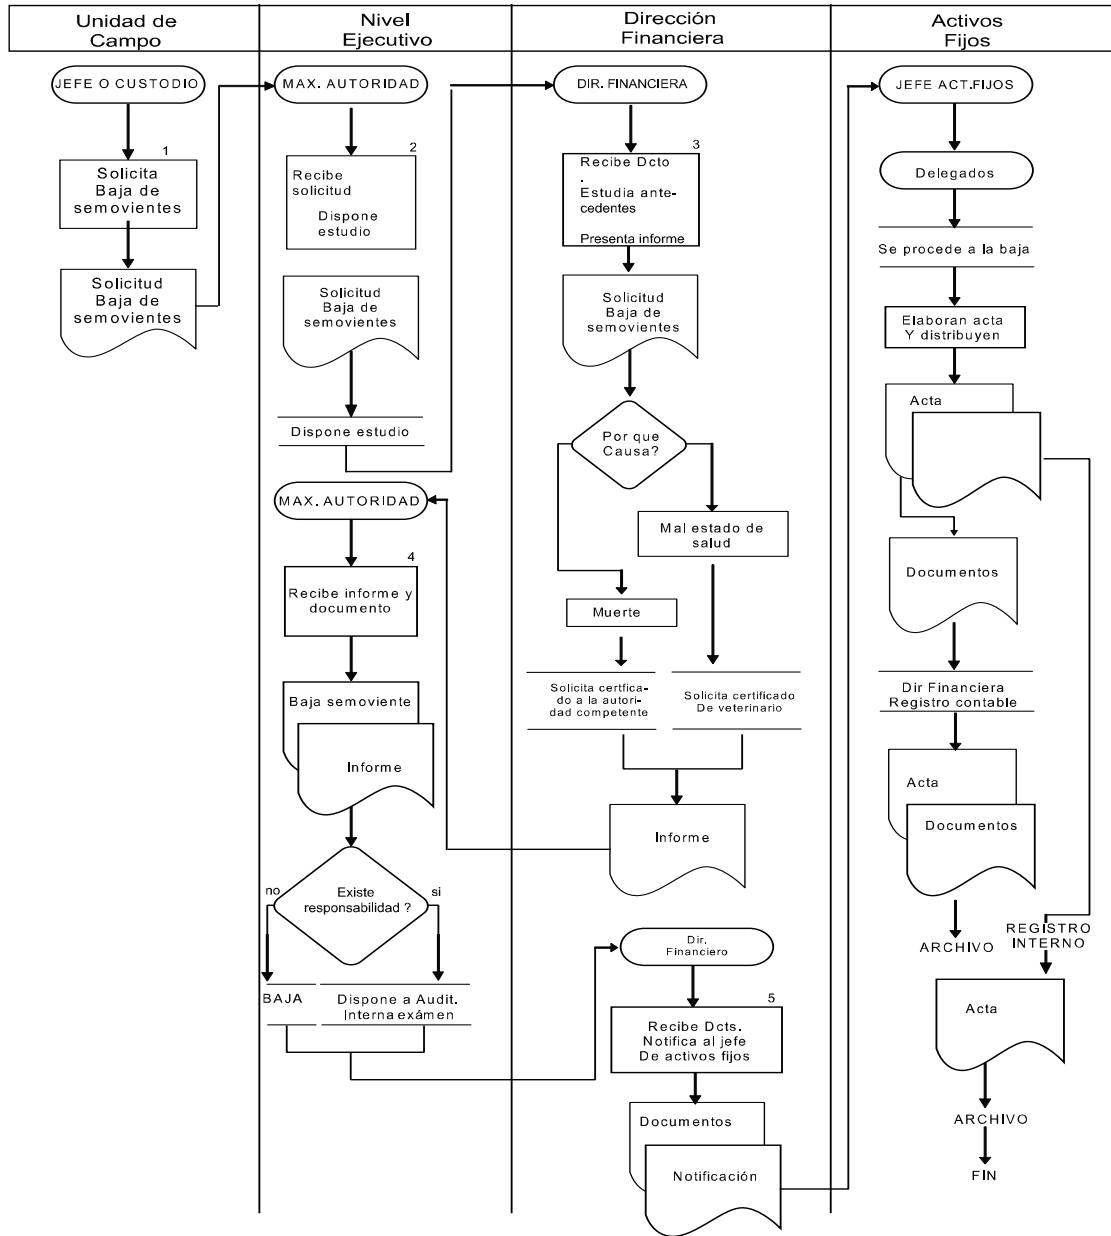 Unidad de
Campo
Nivel
Ejecutivo
Dirección
Financiera
Activos
Fijos
JEFE O CUSTODIO
1
Solicita
Baja de
semovientes
Solicitud
Baja de
semovientes
MAX. AUTORIDAD
2
Recibe
solicitud
Dispone
estudio
Solicitud
Baja de
semovientes
Dispone estudio
MAX. AUTORIDAD
4
Recibe informe y
documento
Baja semoviente
Informe
Existe
responsabilidad ?
no
si
BAJA
Dispone a Audit.
Interna exámen
DIR. FINANCIERA
3
Recibe Dcto
.
Estudia ante-
cedentes
Presenta informe
Solicitud
Baja de
semovientes
Por que
Causa?
Mal estado de
salud
Muerte
Solicita certfica-
do a la autori-
dad competente
Solicita certificado
De veterinario
Informe
Dir.
Financiero
5
Recibe Dcts.
Notifica al jefe
De activos fijos
Documentos
Notificación
JEFE ACT.FIJOS
Delegados
Se procede a la baja
Elaboran acta
Y distribuyen
Acta
Documentos
Dir Financiera
Registro contable
Acta
Documentos
ARCHIVO
REGISTRO
INTERNO
Acta
ARCHIVO
FIN